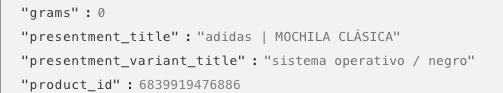 "grams" : 0
"presentment_title" : "adidas | MOCHILA CLÁSICA"
"presentment_variant_title" : "sistema operativo / negro"
"product_id" : 6839919476886